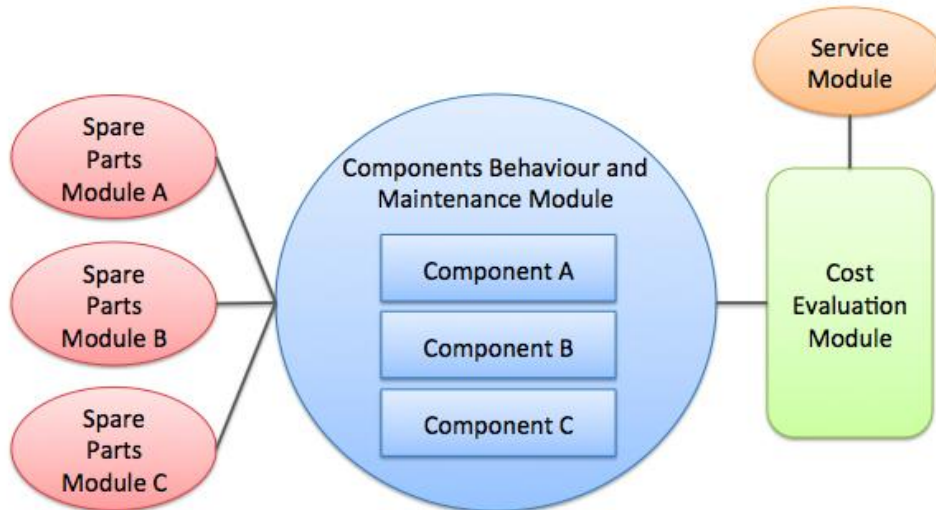 Spare
Parts
Module A
Spare
Parts
Module B
Spare
Parts
Module C
Components Behaviour and
Maintenance Module
Component A
Component B
Component C
Service
Module
Cost
Evaluation
Module